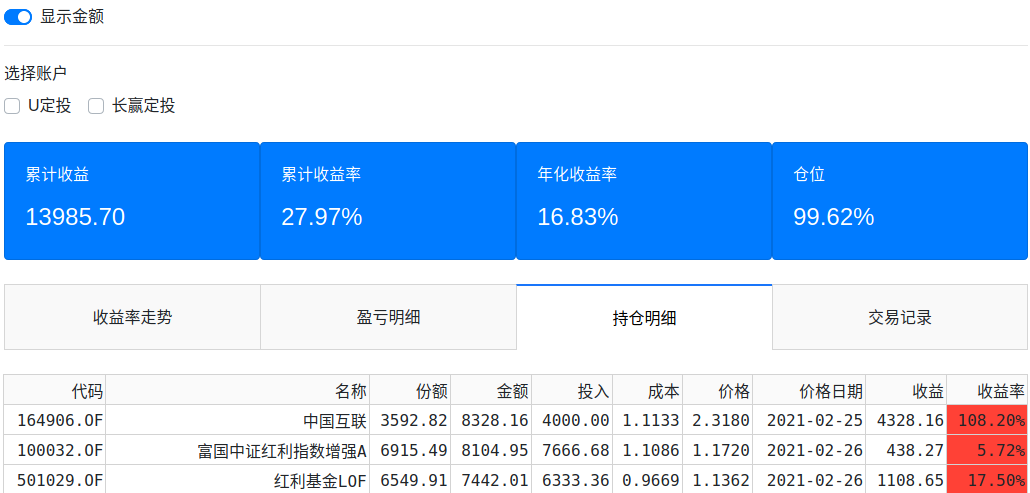 显示金额
选择账户
U定投 长赢定投
累计收益 累计收益率 年化收益率 仓位
13985.70 27.97% 16.83% 99.62%
收益率走势 盈亏明细 持仓明细 交易记录
代码 名称 份额 金额 投入 成本 价格 价格日期 收益 收益率
164906.OF 中国互联 3592.82 8328.16 4000.00 1.1133 2.3180 2021-02-25 4328.16 108.20%
100032.OF 富国中证红利指数增强A 6915.49 8104.95 7666.68 1.1086 1.1720 2021-02-26 438.27 5.72%
501029.OF 红利基金LOF 6549.91 7442.01 6333.36 0.9669 1.1362 2021-02-26 1108.65 17.50%